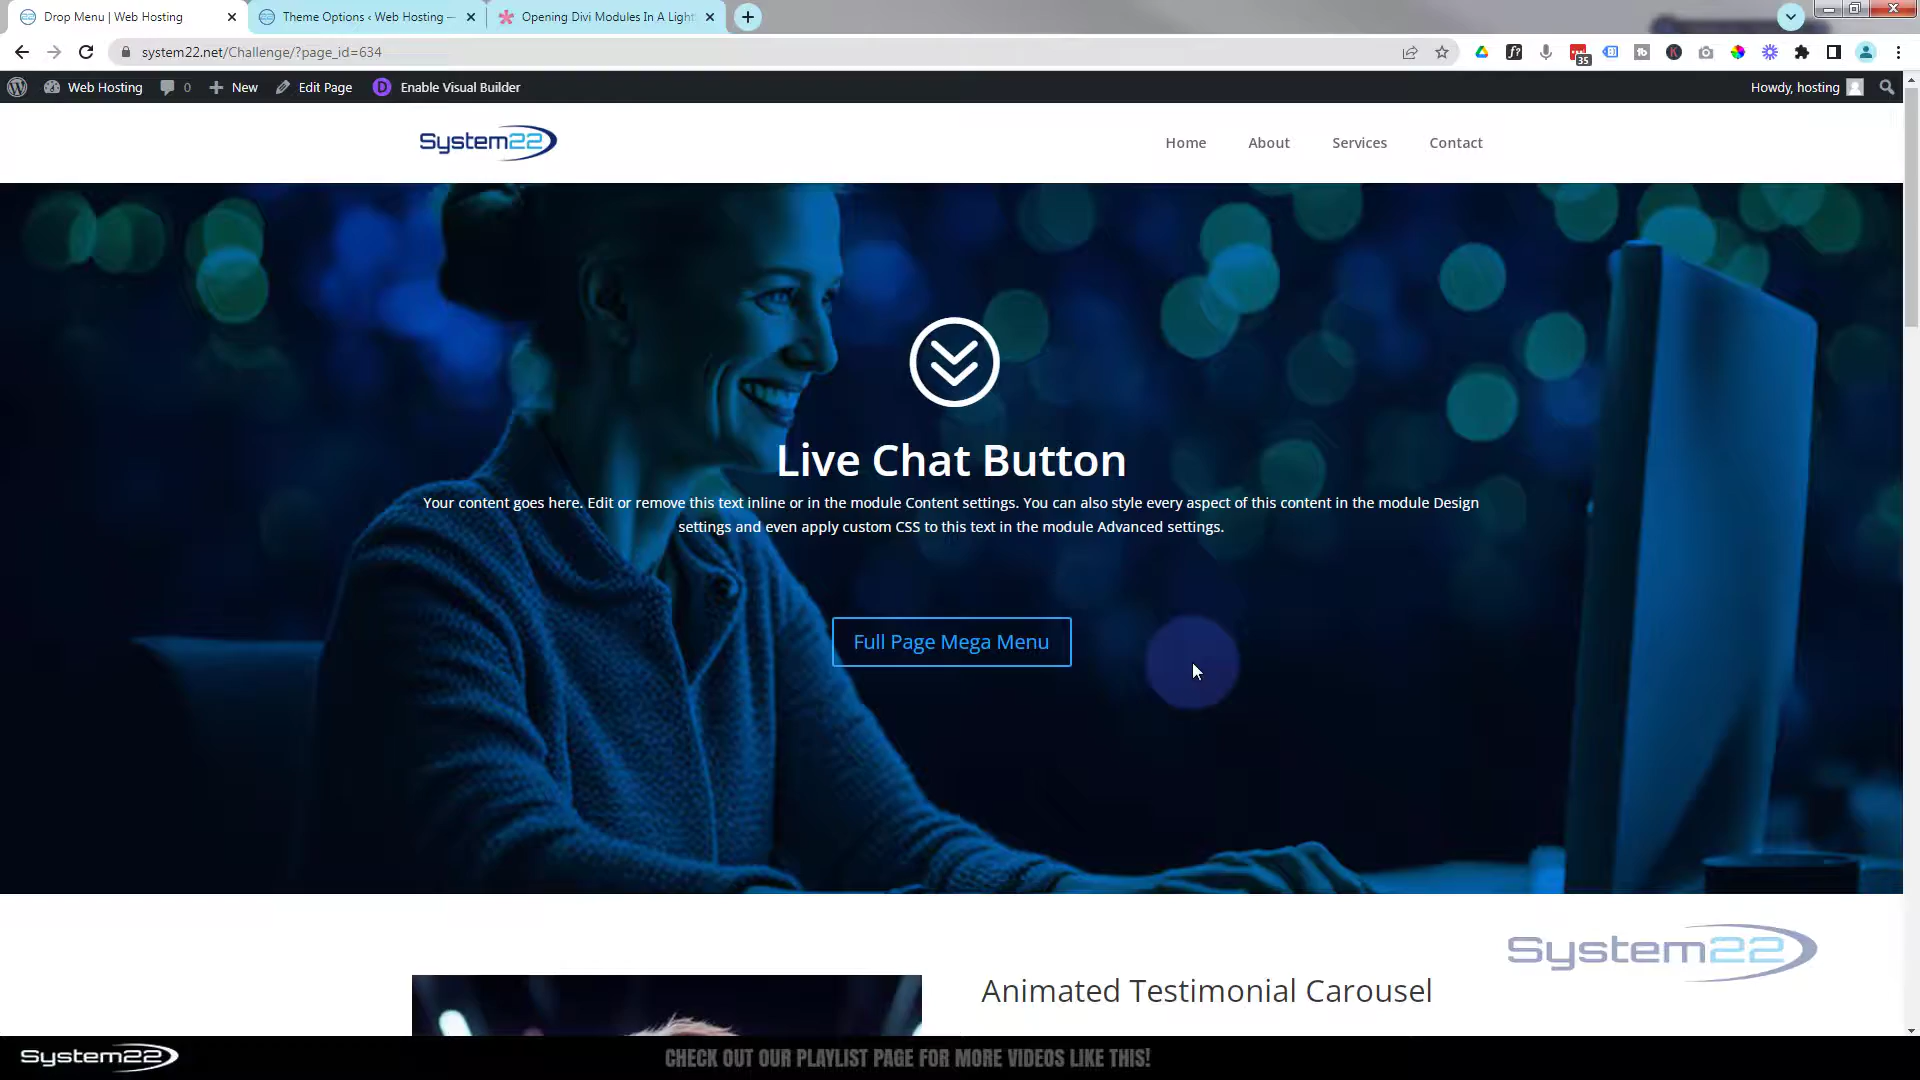 Drop Menu | Web Hosting
Theme Options ‹ Web Hosting —
Opening Divi Modules In A Light
system22.net/Challenge/?page_id=634
35
Web Hosting
0
New
Edit Page
D
Enable Visual Builder
Howdy, hosting
System22
Home
About
Services
Contact
Live Chat Button
Your content goes here. Edit or remove this text inline or in the module Content settings. You can also style every aspect of this content in the module Design
settings and even apply custom CSS to this text in the module Advanced settings.
Full Page Mega Menu
System22
Animated Testimonial Carousel
System22
CHECK OUT OUR PLAYLIST PAGE FOR MORE VIDEOS LIKE THIS!